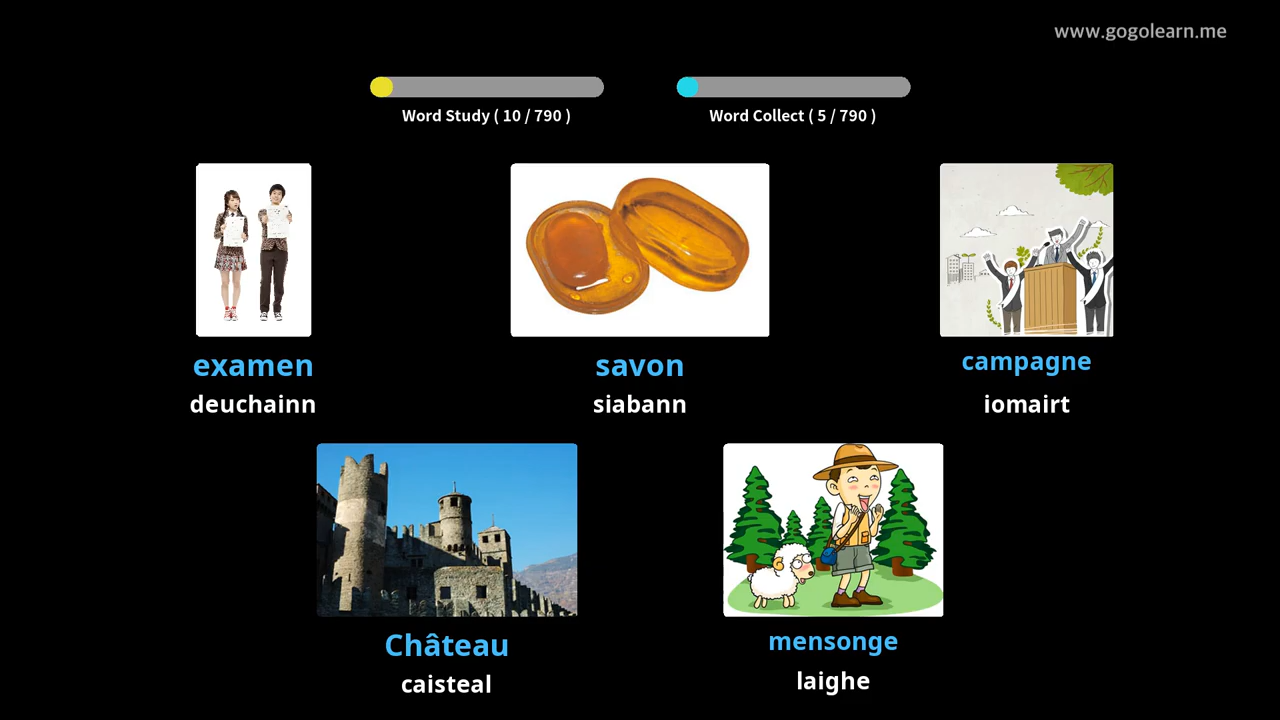 www.gogolearn.me
Word Study ( 10 / 790 )
Word Collect ( 5 / 790 )
examen
deuchainn
savon
siabann
campagne
iomairt
Château
caisteal
mensonge
laighe